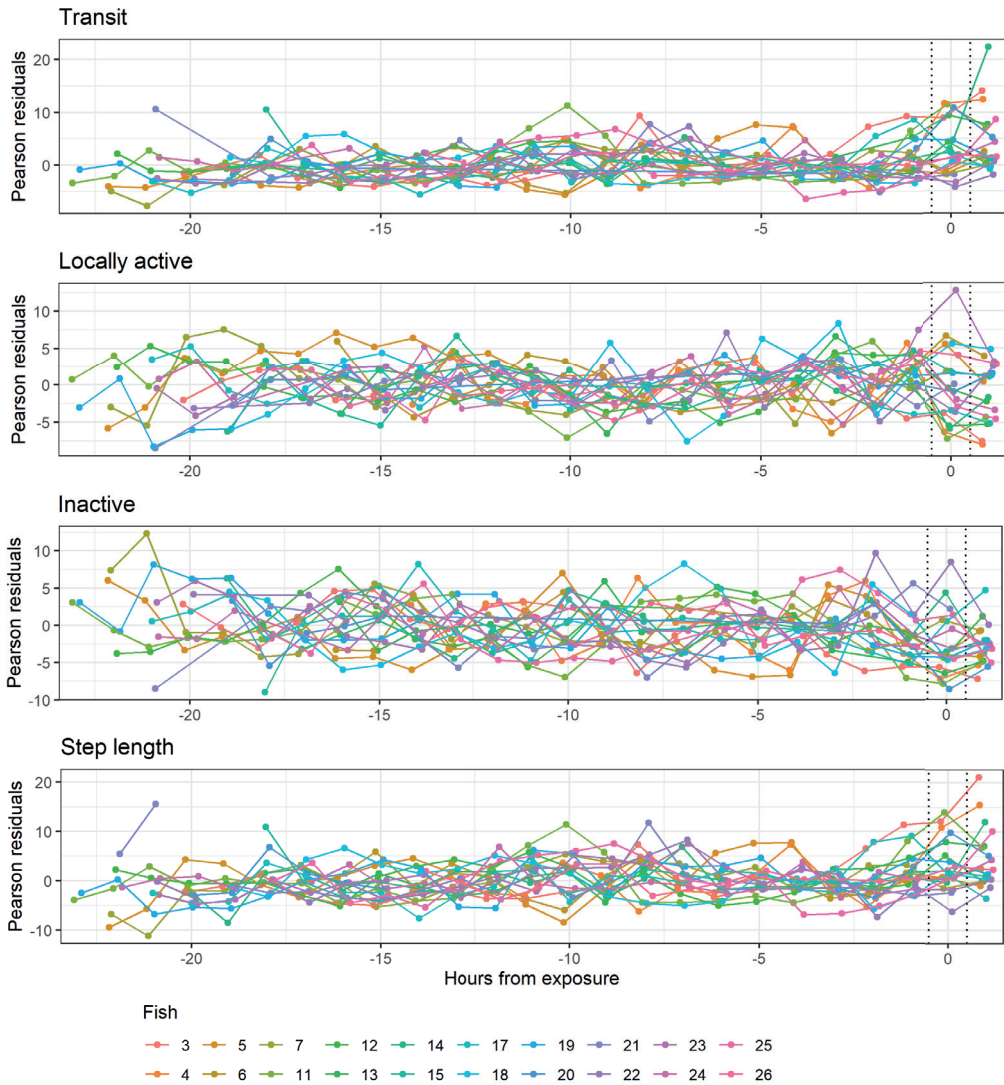 Transit
Pearson residuals
20
10
0
-20 -15 -10 -5 0
Locally active
Pearson residuals
10
5
0
-5
-20 -15 -10 -5 0
Inactive
Pearson residuals
10
5
0
-5
-10
-20 -15 -10 -5 0
Step length
Pearson residuals
20
10
0
-10
-20 -15 -10 -5 0
Hours from exposure
Fish
3 5 7 12 14 17 19 21 23 25
4 6 11 13 15 18 20 22 24 26